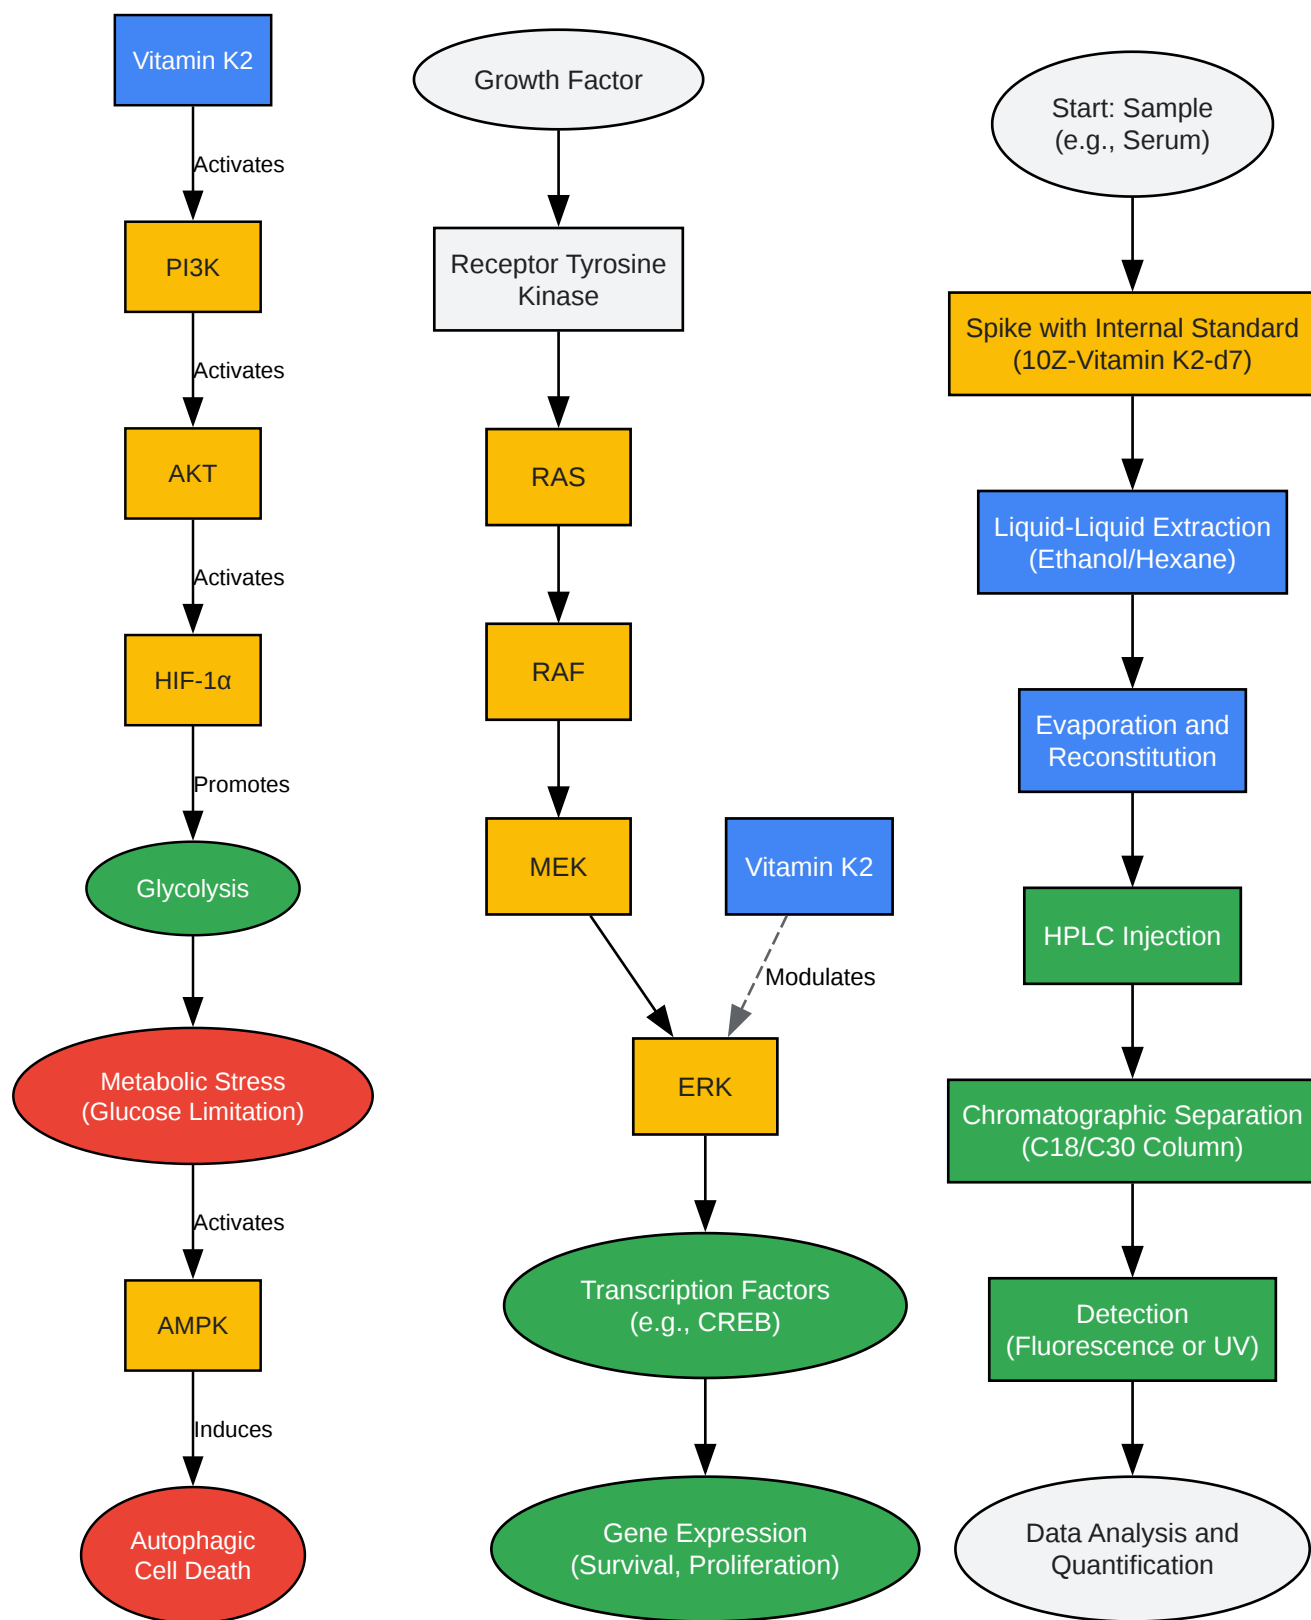 Vitamin K2
Activates
PI3K
Activates
AKT
Activates
HIF-1α
Promotes
Glycolysis
Metabolic Stress
(Glucose Limitation)
Activates
AMPK
Induces
Autophagic
Cell Death
Growth Factor
Receptor Tyrosine
Kinase
RAS
RAF
MEK
Vitamin K2
Modulates
ERK
Transcription Factors
(e.g., CREB)
Gene Expression
(Survival, Proliferation)
Start: Sample
(e.g., Serum)
Spike with Internal Standard
(10Z-Vitamin K2-d7)
Liquid-Liquid Extraction
(Ethanol/Hexane)
Evaporation and
Reconstitution
HPLC Injection
Chromatographic Separation
(C18/C30 Column)
Detection
(Fluorescence or UV)
Data Analysis and
Quantification